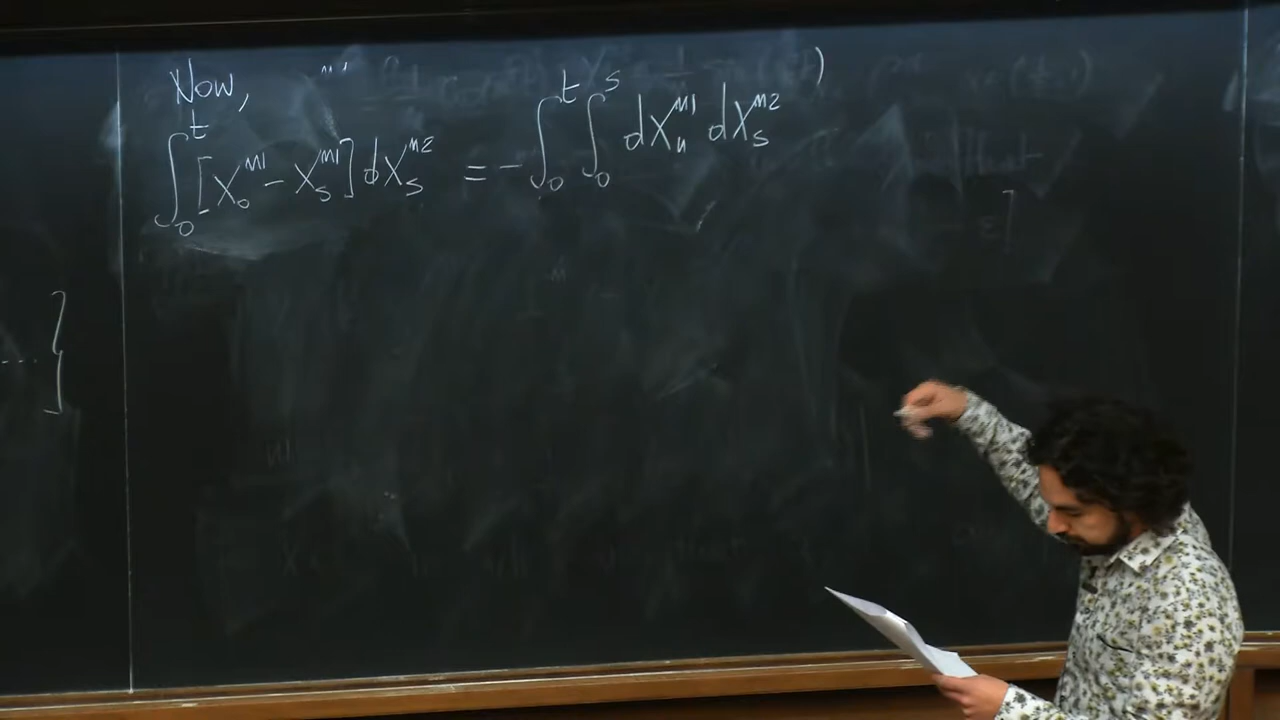 Now,
∫₀ᵗ [X₀^{m1} - X_s^{m1}] dX_s^{m2} = - ∫₀ᵗ ∫₀ˢ dX_u^{m1} dX_s^{m2}
.... }